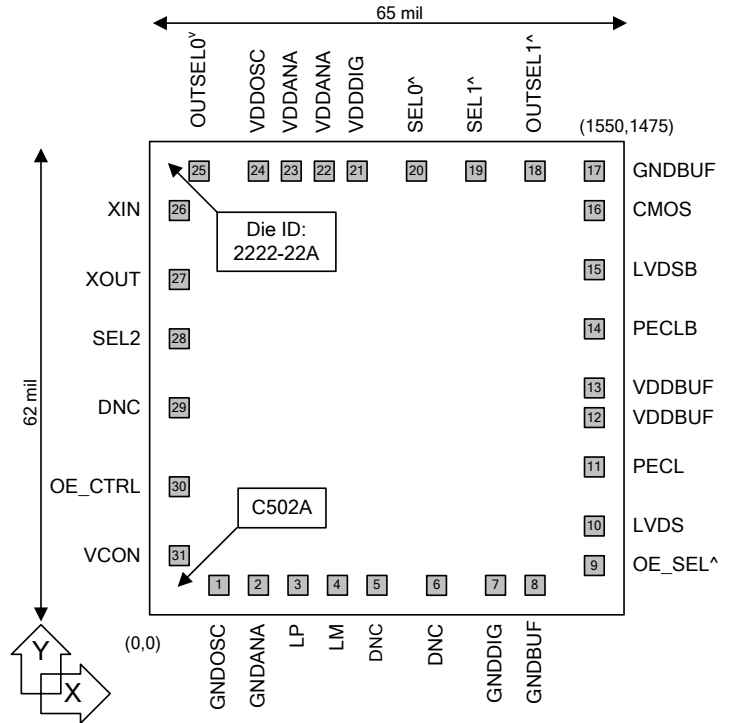 65 mil
OUTSEL0^v
VDDOSC
VDDANA
VDDANA
VDDDIG
SEL0^
SEL1^
OUTSEL1^
(1550,1475)
25
24
23
22
21
20
19
18
17
GNDBUF
XIN
26
Die ID:
2222-22A
16
CMOS
XOUT
27
15
LVDSB
SEL2
28
14
PECLB
62 mil
13
VDDBUF
DNC
29
12
VDDBUF
11
PECL
OE_CTRL
30
C502A
10
LVDS
VCON
31
9
OE_SEL^
1
2
3
4
5
6
7
8
(0,0)
GNDOSC
GNDANA
LP
LM
DNC
DNC
GNDDIG
GNDBUF
Y
X